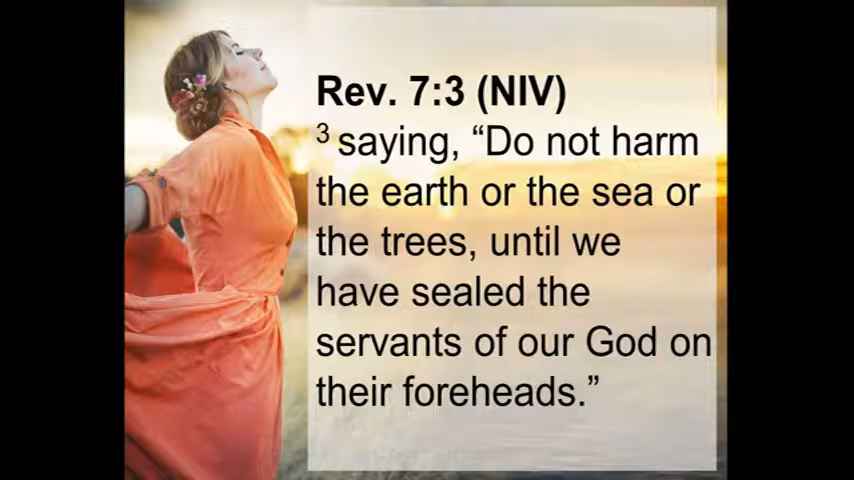 Rev. 7:3 (NIV)
3 saying, “Do not harm
the earth or the sea or
the trees, until we
have sealed the
servants of our God on
their foreheads.”